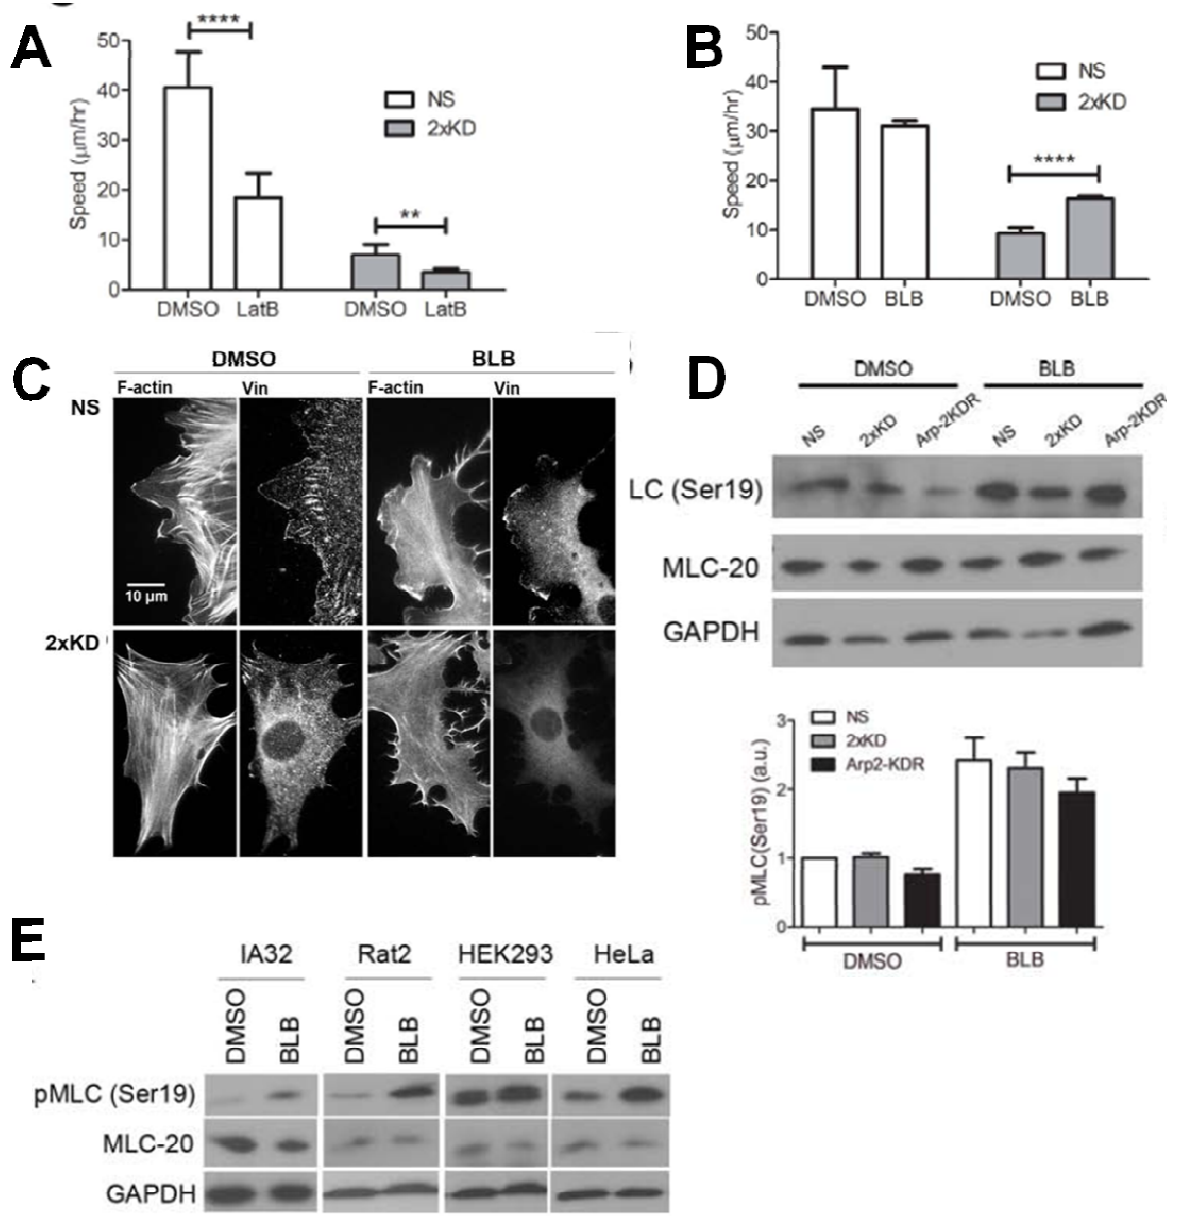 A
B
****
50
40
30
20
10
0
Speed (μm/hr)
NS
2xKD
**
DMSO LatB DMSO LatB
50
40
30
20
10
0
Speed (μm/hr)
NS
2xKD
****
DMSO BLB DMSO BLB
C
DMSO BLB
F-actin Vin F-actin Vin
NS
10 μm
2xKD
D
DMSO BLB
NS 2xKD Arp-2KDR NS 2xKD Arp-2KDR
LC (Ser19)
MLC-20
GAPDH
3
2
1
0
pMLC(Ser19) (a.u.)
NS
2xKD
Arp2-KDR
DMSO BLB
E
IA32 Rat2 HEK293 HeLa
DMSO BLB DMSO BLB DMSO BLB DMSO BLB
pMLC (Ser19)
MLC-20
GAPDH